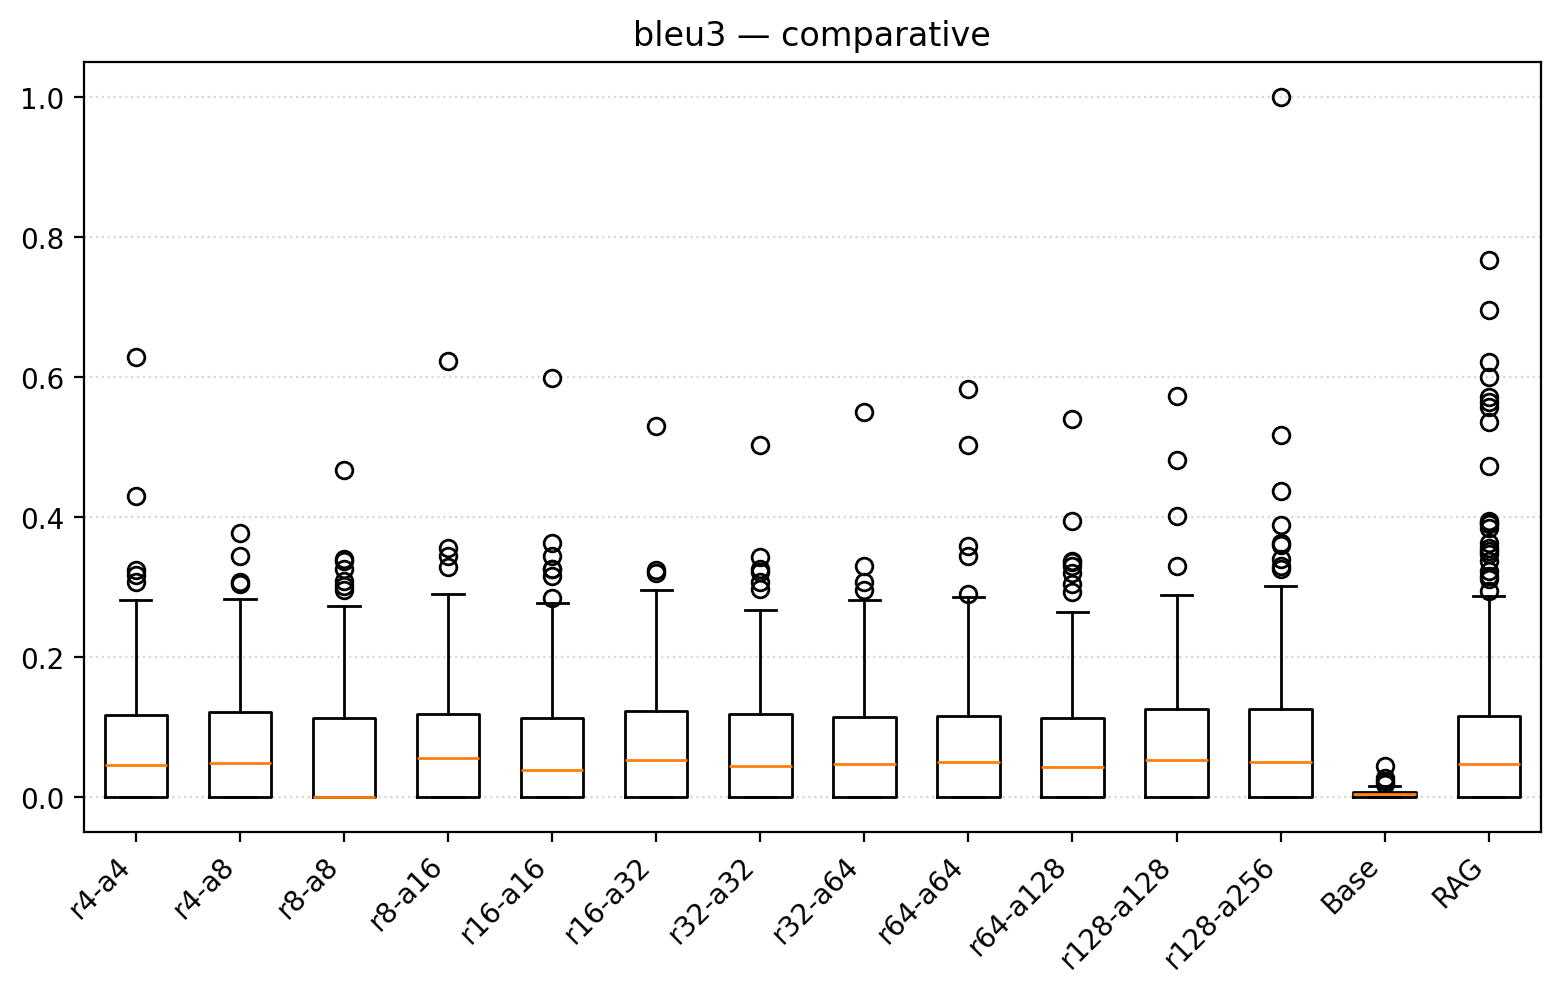 bleu3 — comparative
1.0
0.8
0.6
0.4
0.2
0.0
r4-a4
r4-a8
r8-a8
r8-a16
r16-a16
r16-a32
r32-a32
r32-a64
r64-a64
r64-a128
r128-a128
r128-a256
Base
RAG